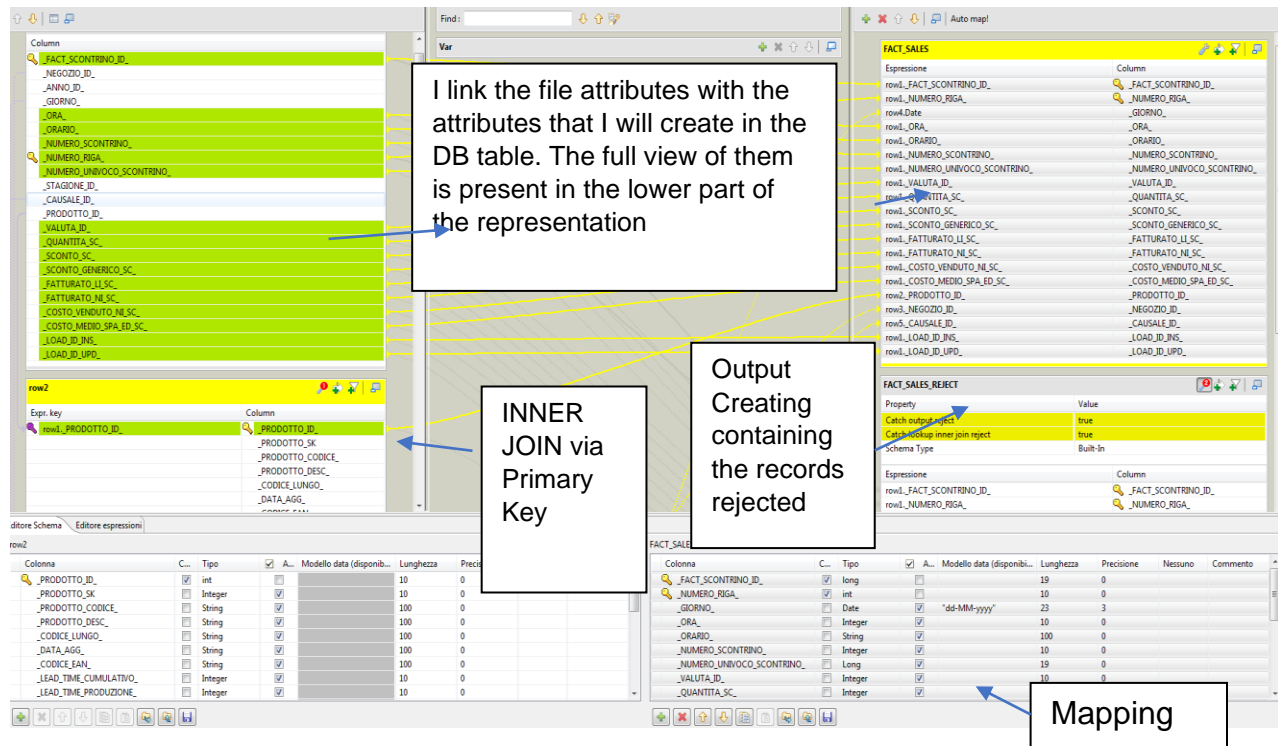 Find :
Auto map!
Column
_FACT_SCONTRINO_ID_
_NEGOZIO_ID_
_ANNO_ID_
_GIORNO_
_ORA_
_ORARIO_
_NUMERO_SCONTRINO_
_NUMERO_RIGA_
_NUMERO_UNIVOCO_SCONTRINO_
_STAGIONE_ID_
_CAUSALE_ID_
_PRODOTTO_ID_
_VALUTA_ID_
_QUANTITA_SC_
_SCONTO_SC_
_SCONTO_GENERICO_SC_
_FATTURATO_LI_SC_
_FATTURATO_NI_SC_
_COSTO_VENDUTO_NI_SC_
_COSTO_MEDIO_SPA_ED_SC_
_LOAD_ID_INS_
_LOAD_ID_UPD_
row2
Expr. key Column
row1._PRODOTTO_ID_ _PRODOTTO_ID_
_PRODOTTO_SK
_PRODOTTO_CODICE_
_PRODOTTO_DESC_
_CODICE_LUNGO_
_DATA_AGG_
Var
I link the file attributes with the
attributes that I will create in the
DB table. The full view of them
is present in the lower part of
the representation
INNER
JOIN via
Primary
Key
Output
Creating
containing
the records
rejected
FACT_SALES
Espressione Column
row1._FACT_SCONTRINO_ID_ _FACT_SCONTRINO_ID_
row1._NUMERO_RIGA_ _NUMERO_RIGA_
row4.Date _GIORNO_
row1._ORA_ _ORA_
row1._ORARIO_ _ORARIO_
row1._NUMERO_SCONTRINO_ _NUMERO_SCONTRINO_
row1._NUMERO_UNIVOCO_SCONTRINO_ _NUMERO_UNIVOCO_SCONTRINO_
row1._VALUTA_ID_ _VALUTA_ID_
row1._QUANTITA_SC_ _QUANTITA_SC_
row1._SCONTO_SC_ _SCONTO_SC_
row1._SCONTO_GENERICO_SC_ _SCONTO_GENERICO_SC_
row1._FATTURATO_LI_SC_ _FATTURATO_LI_SC_
row1._FATTURATO_NI_SC_ _FATTURATO_NI_SC_
row1._COSTO_VENDUTO_NI_SC_ _COSTO_VENDUTO_NI_SC_
row1._COSTO_MEDIO_SPA_ED_SC_ _COSTO_MEDIO_SPA_ED_SC_
row2._PRODOTTO_ID_ _PRODOTTO_ID_
row3._NEGOZIO_ID_ _NEGOZIO_ID_
row5._CAUSALE_ID_ _CAUSALE_ID_
row1._LOAD_ID_INS_ _LOAD_ID_INS_
row1._LOAD_ID_UPD_ _LOAD_ID_UPD_
FACT_SALES_REJECT
Property Value
Catch output reject true
Catch lookup inner join reject true
Schema Type Built-In
Espressione Column
row1._FACT_SCONTRINO_ID_ _FACT_SCONTRINO_ID_
row1._NUMERO_RIGA_ _NUMERO_RIGA_
ditore Schema Editore espressioni
row2
Colonna C... Tipo A... Modello data (disponib... Lunghezza Precis
_PRODOTTO_ID_ int 10 0
_PRODOTTO_SK Integer 10 0
_PRODOTTO_CODICE_ String 100 0
_PRODOTTO_DESC_ String 100 0
_CODICE_LUNGO_ String 100 0
_DATA_AGG_ String 100 0
_CODICE_EAN_ String 100 0
_LEAD_TIME_CUMULATIVO_ Integer 10 0
_LEAD_TIME_PRODUZIONE_ Integer 10 0
FACT_SALE
Colonna C... Tipo A... Modello data (disponibi... Lunghezza Precisione Nessuno Commento
_FACT_SCONTRINO_ID_ long 19 0
_NUMERO_RIGA_ int 10 0
_GIORNO_ Date "dd-MM-yyyy" 23 3
_ORA_ Integer 10 0
_ORARIO_ String 100 0
_NUMERO_SCONTRINO_ Integer 10 0
_NUMERO_UNIVOCO_SCONTRINO_ Long 19 0
_VALUTA_ID_ Integer 10 0
_QUANTITA_SC_ Integer
Mapping